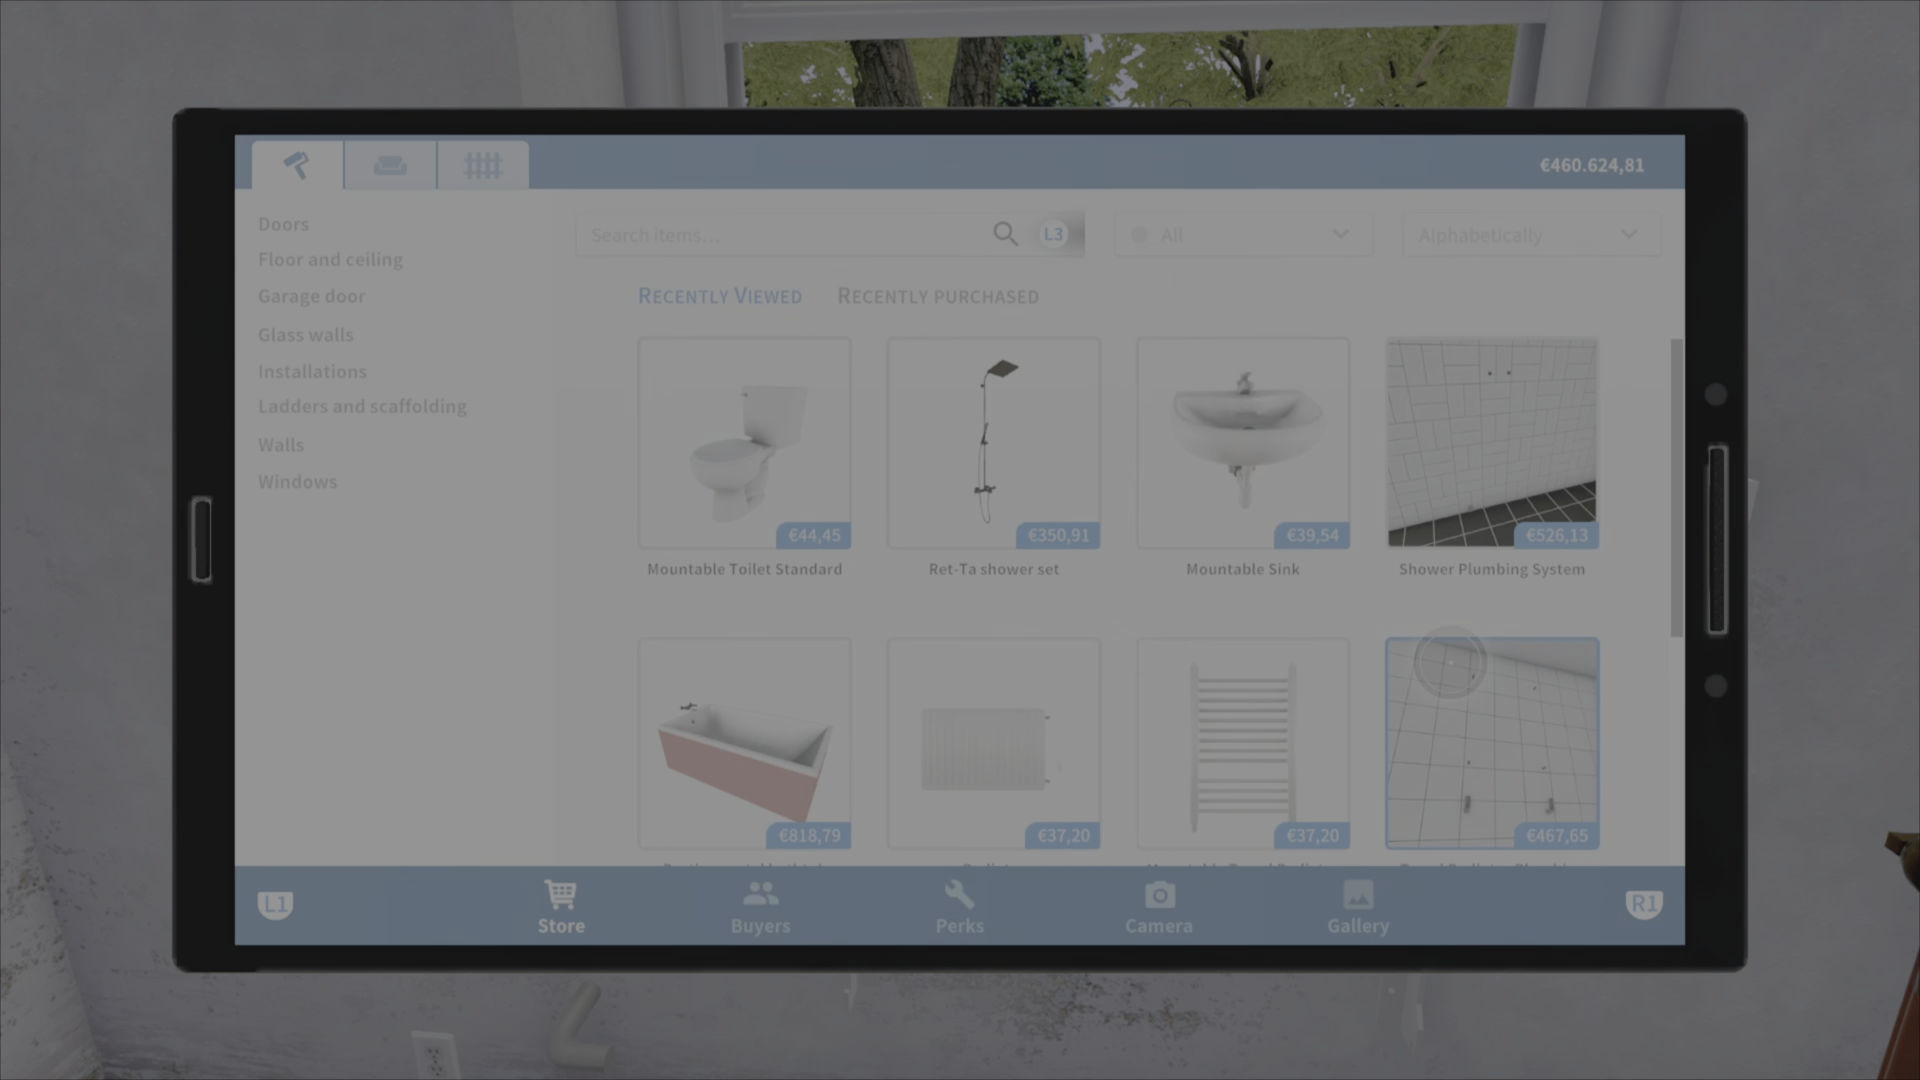 €460.624,81
Doors
Floor and ceiling
Garage door
Glass walls
Installations
Ladders and scaffolding
Walls
Windows
Search items...
L3
All
Alphabetically
RECENTLY VIEWED
RECENTLY PURCHASED
€44,45
€350,91
€39,54
€526,13
Mountable Toilet Standard
Ret-Ta shower set
Mountable Sink
Shower Plumbing System
€818,79
€37,20
€37,20
€467,65
L1
Store
Buyers
Perks
Camera
Gallery
R1